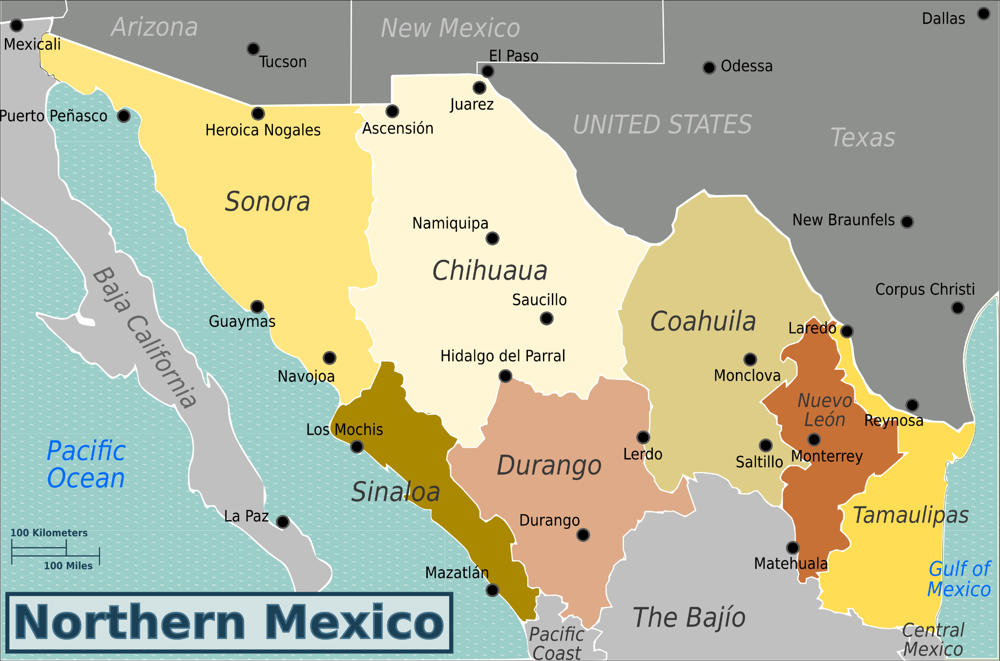 Dallas
Arizona
New Mexico
Mexicali
Tucson
El Paso
Odessa
Juarez
Puerto Peñasco
Heroica Nogales
Ascensión
UNITED STATES
Texas
Sonora
Namiquipa
New Braunfels
Chihuaua
Baja California
Saucillo
Corpus Christi
Guaymas
Coahuila
Laredo
Hidalgo del Parral
Navojoa
Monclova
Nuevo
León
Reynosa
Los Mochis
Pacific
Ocean
Durango
Lerdo
Saltillo
Monterrey
Sinaloa
La Paz
Durango
Tamaulipas
100 Kilometers
100 Miles
Mazatlán
Matehuala
Gulf of
Mexico
Northern Mexico
The Bajío
Pacific
Coast
Central
Mexico